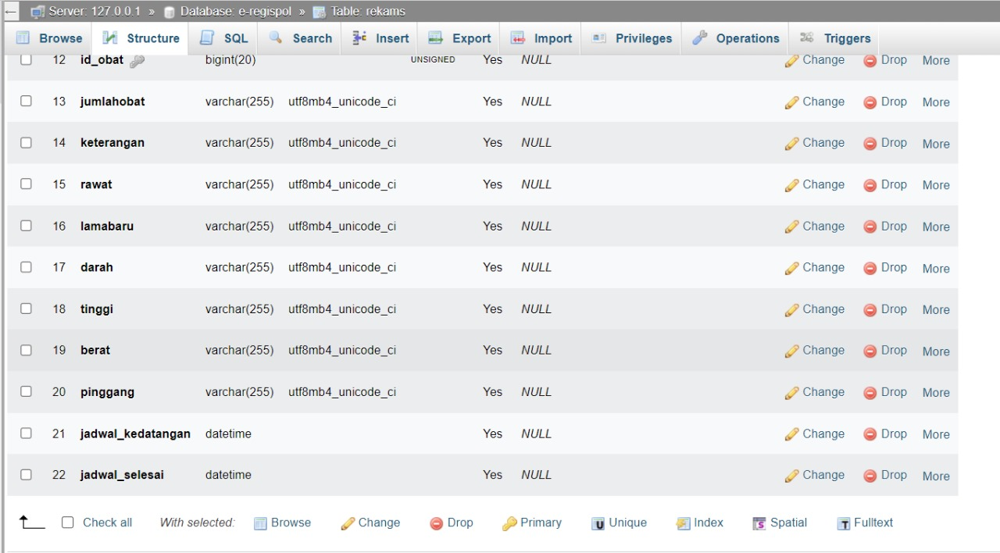 Server: 127.0.0.1 » Database: e-regispol » Table: rekams
Browse Structure SQL Search Insert Export Import Privileges Operations Triggers
12 id_obat bigint(20) UNSIGNED Yes NULL Change Drop More
13 jumlahobat varchar(255) utf8mb4_unicode_ci Yes NULL Change Drop More
14 keterangan varchar(255) utf8mb4_unicode_ci Yes NULL Change Drop More
15 rawat varchar(255) utf8mb4_unicode_ci Yes NULL Change Drop More
16 lamabaru varchar(255) utf8mb4_unicode_ci Yes NULL Change Drop More
17 darah varchar(255) utf8mb4_unicode_ci Yes NULL Change Drop More
18 tinggi varchar(255) utf8mb4_unicode_ci Yes NULL Change Drop More
19 berat varchar(255) utf8mb4_unicode_ci Yes NULL Change Drop More
20 pinggang varchar(255) utf8mb4_unicode_ci Yes NULL Change Drop More
21 jadwal_kedatangan datetime Yes NULL Change Drop More
22 jadwal_selesai datetime Yes NULL Change Drop More
Check all With selected: Browse Change Drop Primary Unique Index Spatial Fulltext